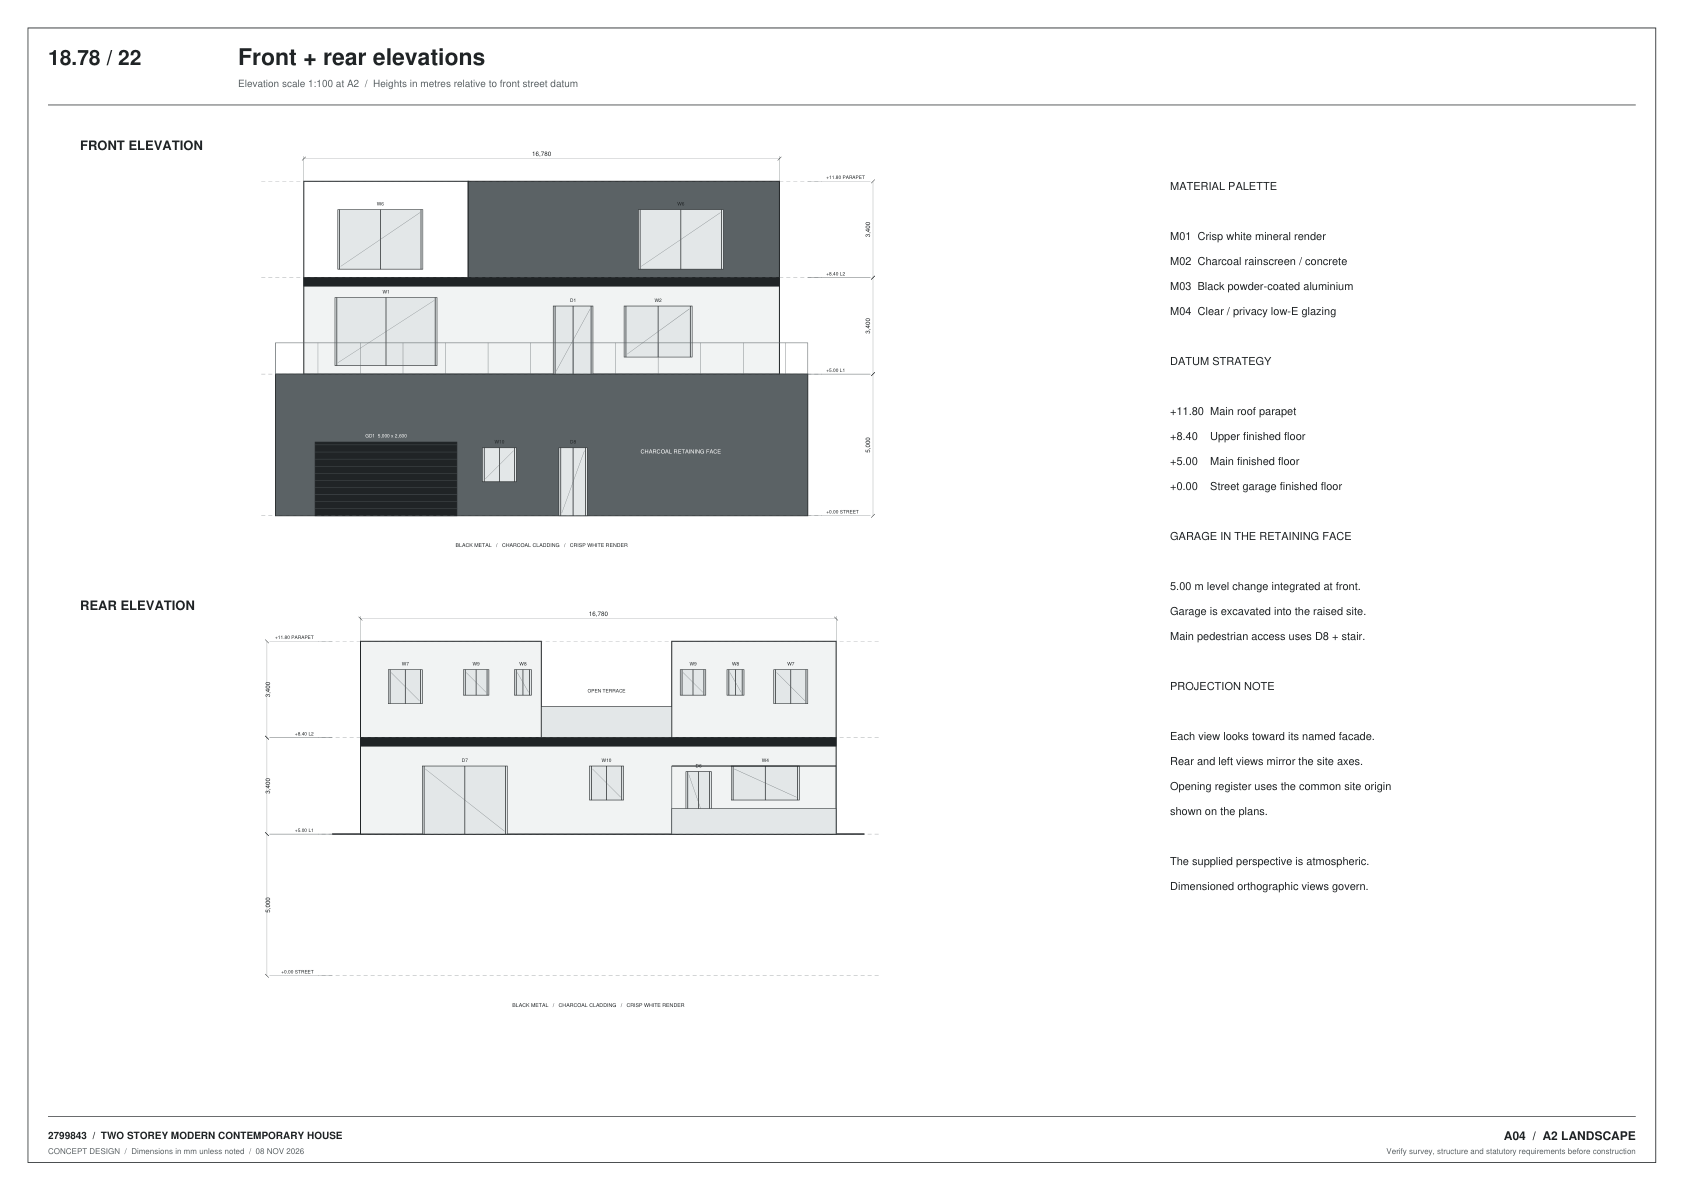 18.78 / 22
Front + rear elevations
Elevation scale 1:100 at A2 / Heights in metres relative to front street datum
FRONT ELEVATION
16,780
+11.80 PARAPET
W6
3,400
+8.40 L2
W1
D1
W2
3,400
+5.00 L1
GD1 5,000 x 2,600
D8
CHARCOAL RETAINING FACE
5,000
+0.00 STREET
BLACK METAL / CHARCOAL CLADDING / CRISP WHITE RENDER
REAR ELEVATION
16,780
+11.80 PARAPET
W7
W9
W8
W9
W8
W7
OPEN TERRACE
3,400
+8.40 L2
D7
W10
W4
3,400
+5.00 L1
5,000
+0.00 STREET
BLACK METAL / CHARCOAL CLADDING / CRISP WHITE RENDER
MATERIAL PALETTE
M01 Crisp white mineral render
M02 Charcoal rainscreen / concrete
M03 Black powder-coated aluminium
M04 Clear / privacy low-E glazing
DATUM STRATEGY
+11.80 Main roof parapet
+8.40 Upper finished floor
+5.00 Main finished floor
+0.00 Street garage finished floor
GARAGE IN THE RETAINING FACE
5.00 m level change integrated at front.
Garage is excavated into the raised site.
Main pedestrian access uses D8 + stair.
PROJECTION NOTE
Each view looks toward its named facade.
Rear and left views mirror the site axes.
Opening register uses the common site origin
shown on the plans.
The supplied perspective is atmospheric.
Dimensioned orthographic views govern.
2799843 / TWO STOREY MODERN CONTEMPORARY HOUSE
CONCEPT DESIGN / Dimensions in mm unless noted / 08 NOV 2026
A04 / A2 LANDSCAPE
Verify survey, structure and statutory requirements before construction